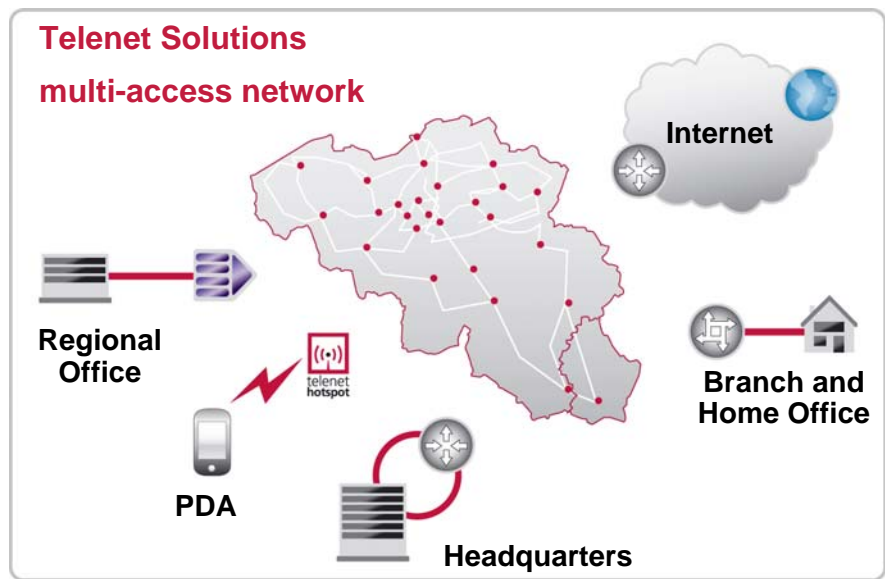 Telenet Solutions
multi-access network
Internet
Regional
Office
telenet
hotspot
Branch and
Home Office
PDA
Headquarters